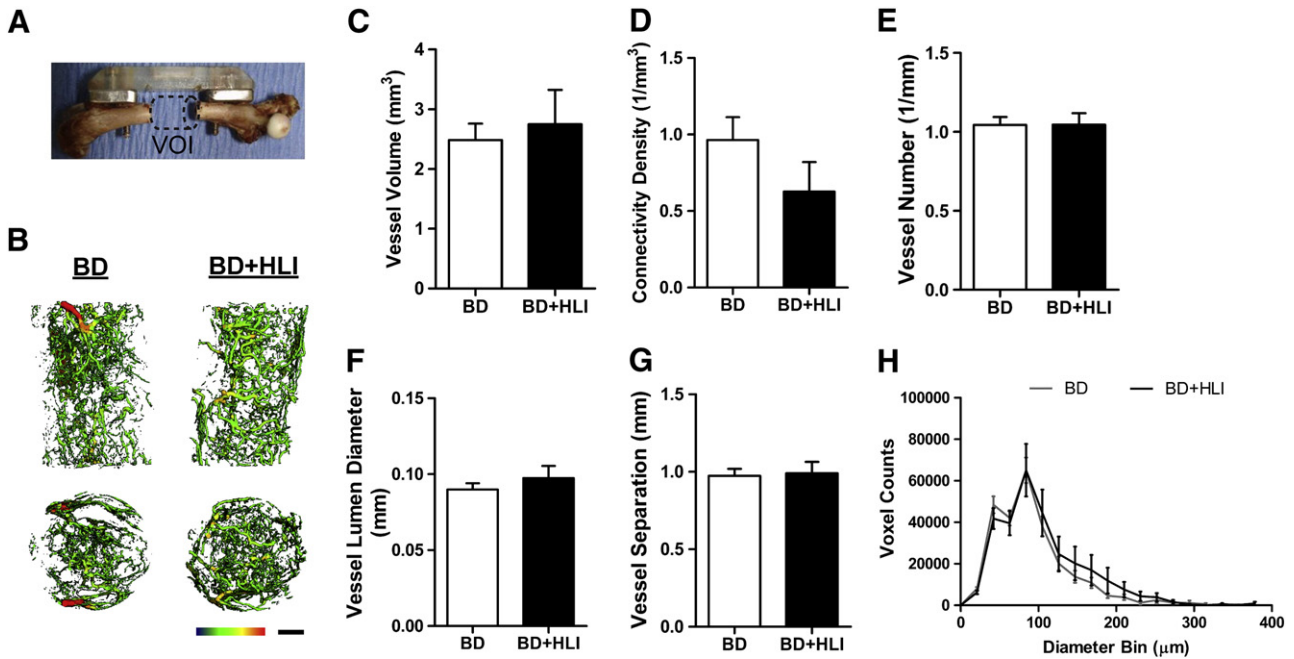 A
VOI
B
BD
BD+HLI
C
Vessel Volume (mm³)
4
3
2
1
0
BD
BD+HLI
D
Connectivity Density (1/mm³)
1.5
1.0
0.5
0.0
BD
BD+HLI
E
Vessel Number (1/mm)
1.5
1.0
0.5
0.0
BD
BD+HLI
F
Vessel Lumen Diameter
(mm)
0.15
0.10
0.05
0.00
BD
BD+HLI
G
Vessel Separation (mm)
1.5
1.0
0.5
0.0
BD
BD+HLI
H
BD
BD+HLI
Voxel Counts
100000
80000
60000
40000
20000
0
0
100
200
300
400
Diameter Bin (μm)